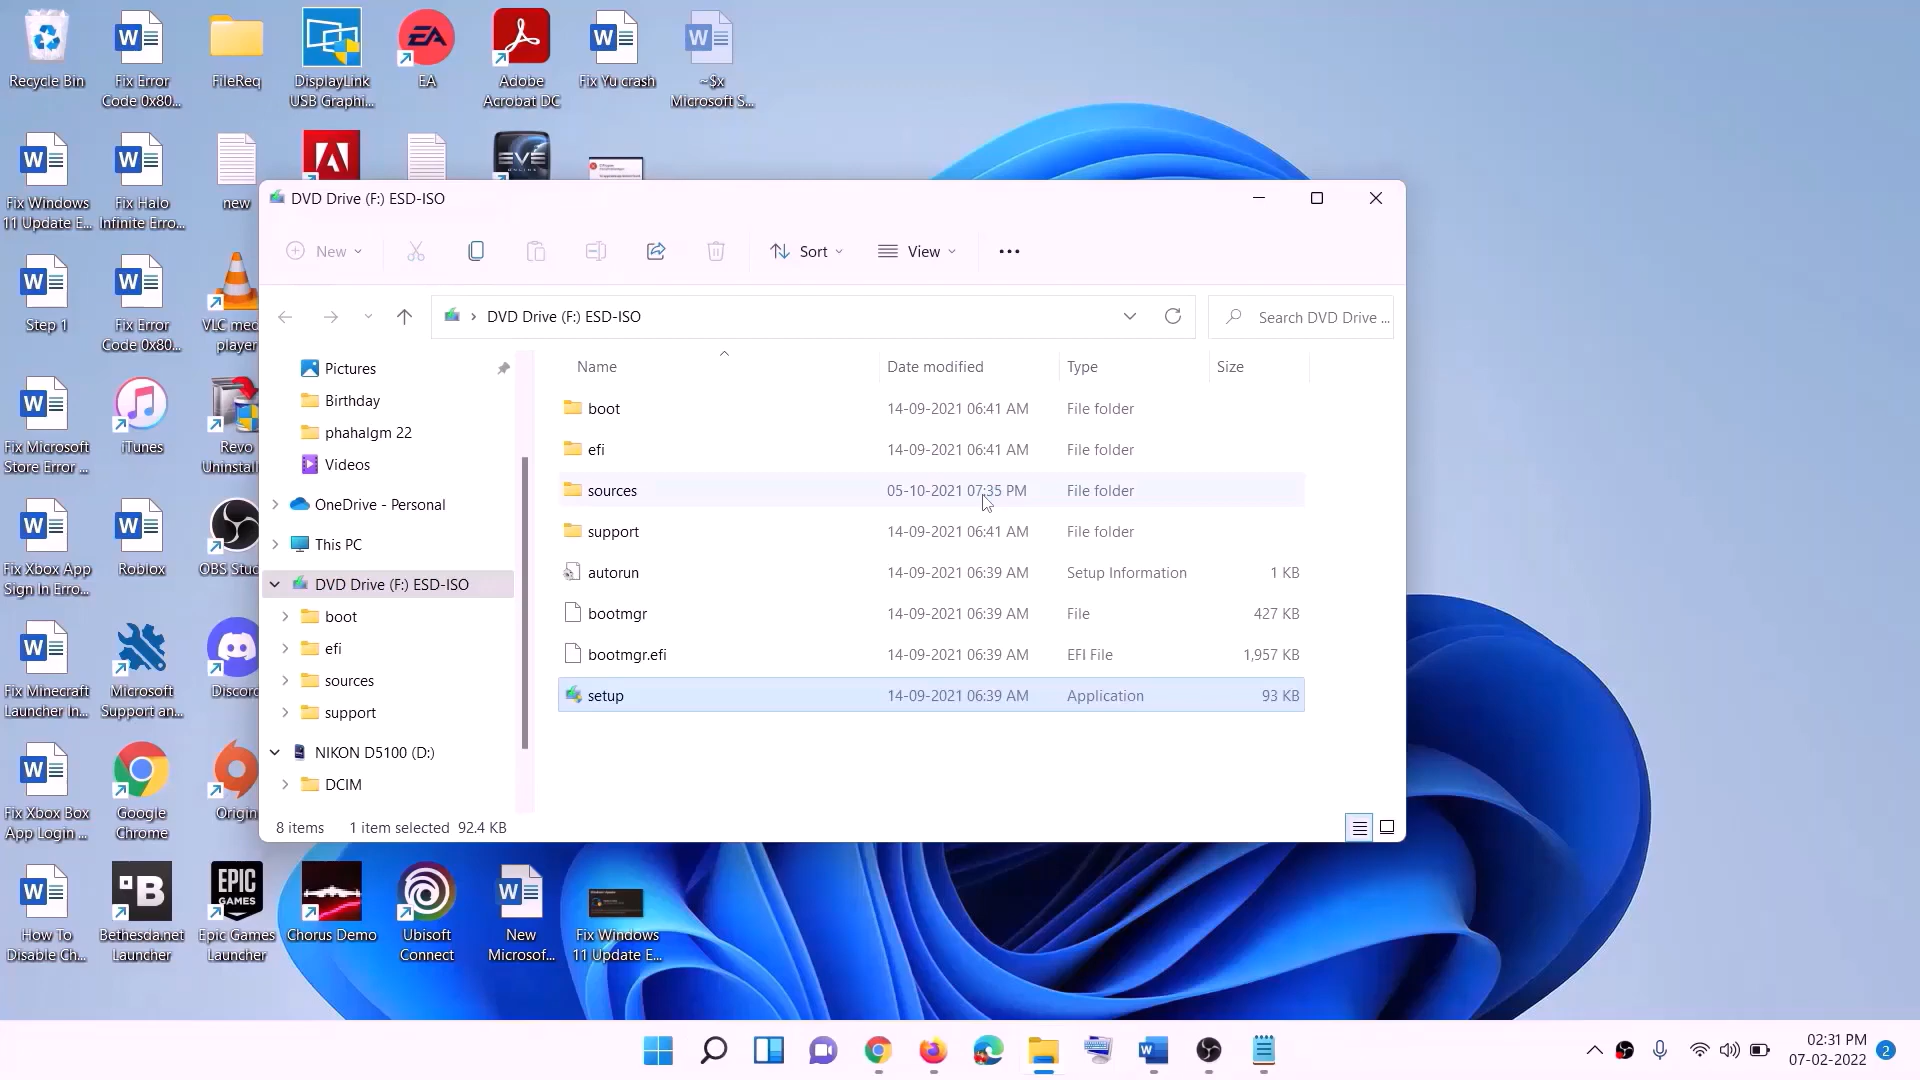 Recycle Bin
Fix Error
Code 0x80...
FileReq
DisplayLink
USB Graphi...
EA
Adobe
Acrobat DC
Fix Yu crash
~$x
Microsoft S...
Fix Windows
11 Update E...
Fix Halo
Infinite Erro...
new
EVE
ONLINE
Step 1
Fix Error
Code 0x80...
VLC med
player
Fix Microsoft
Store Error ...
iTunes
Revo
Uninstall
Fix Xbox App
Sign In Erro...
Roblox
OBS Stud
Fix Minecraft
Launcher In...
Microsoft
Support an...
Discord
Fix Xbox Box
App Login ...
Google
Chrome
Origin
How To
Disable Ch...
Bethesda.net
Launcher
EPIC
GAMES
Epic Games
Launcher
Chorus Demo
Ubisoft
Connect
New
Microsof...
Fix Windows
11 Update E...
DVD Drive (F:) ESD-ISO
New
Sort
View
DVD Drive (F:) ESD-ISO
Search DVD Drive ...
Pictures
Birthday
phahalgm 22
Videos
OneDrive - Personal
This PC
DVD Drive (F:) ESD-ISO
boot
efi
sources
support
NIKON D5100 (D:)
DCIM
Name Date modified Type Size
boot 14-09-2021 06:41 AM File folder
efi 14-09-2021 06:41 AM File folder
sources 05-10-2021 07:35 PM File folder
support 14-09-2021 06:41 AM File folder
autorun 14-09-2021 06:39 AM Setup Information 1 KB
bootmgr 14-09-2021 06:39 AM File 427 KB
bootmgr.efi 14-09-2021 06:39 AM EFI File 1,957 KB
setup 14-09-2021 06:39 AM Application 93 KB
8 items 1 item selected 92.4 KB
02:31 PM
07-02-2022
2